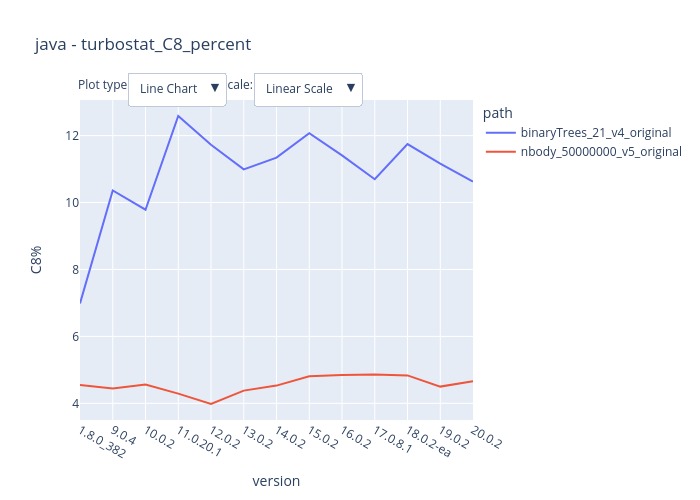 java - turbostat_C8_percent
Plot type
Line Chart ▼
cale:
Linear Scale ▼
path
binaryTrees_21_v4_original
nbody_50000000_v5_original
12
10
8
6
4
C8%
1.8.0_382
9.0.4
10.0.2
11.0.20.1
12.0.2
13.0.2
14.0.2
15.0.2
16.0.2
17.0.8.1
18.0.2-ea
19.0.2
20.0.2
version